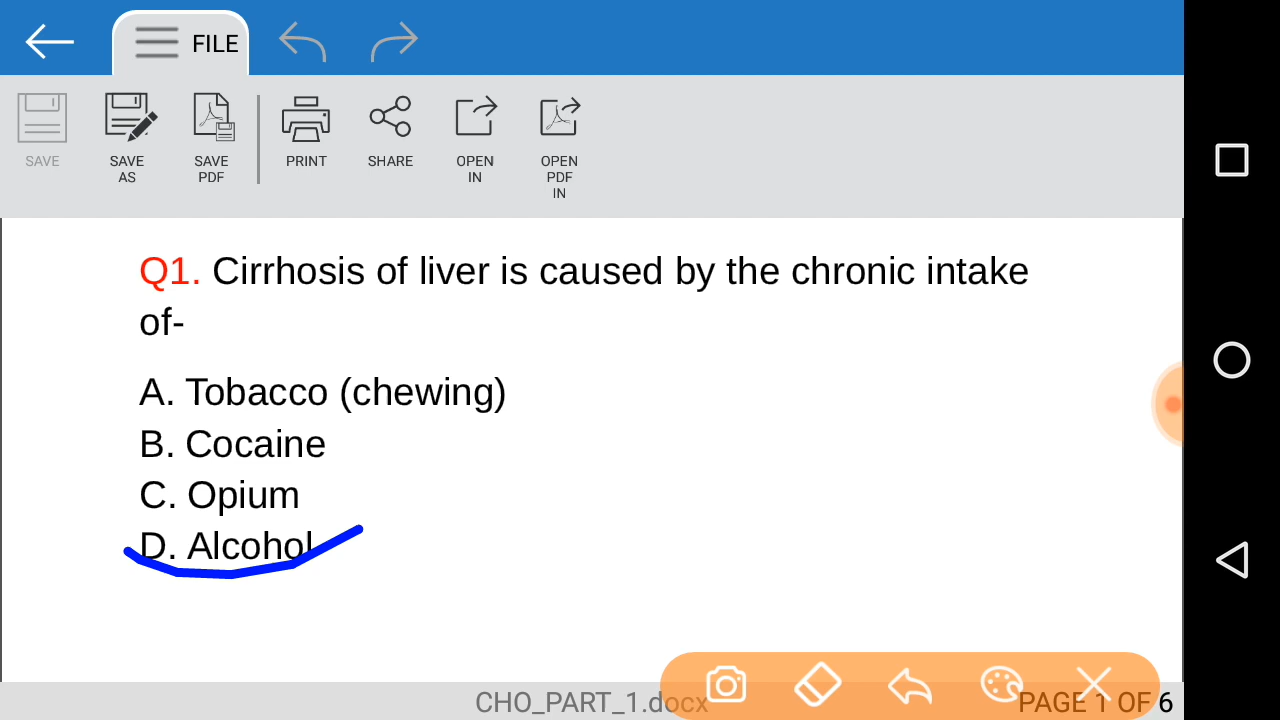 FILE
SAVE
SAVE
AS
SAVE
PDF
PRINT
SHARE
OPEN
IN
OPEN
PDF
IN
Q1. Cirrhosis of liver is caused by the chronic intake
of-
A. Tobacco (chewing)
B. Cocaine
C. Opium
D. Alcohol
CHO_PART_1.docx
PAGE 1 OF 6